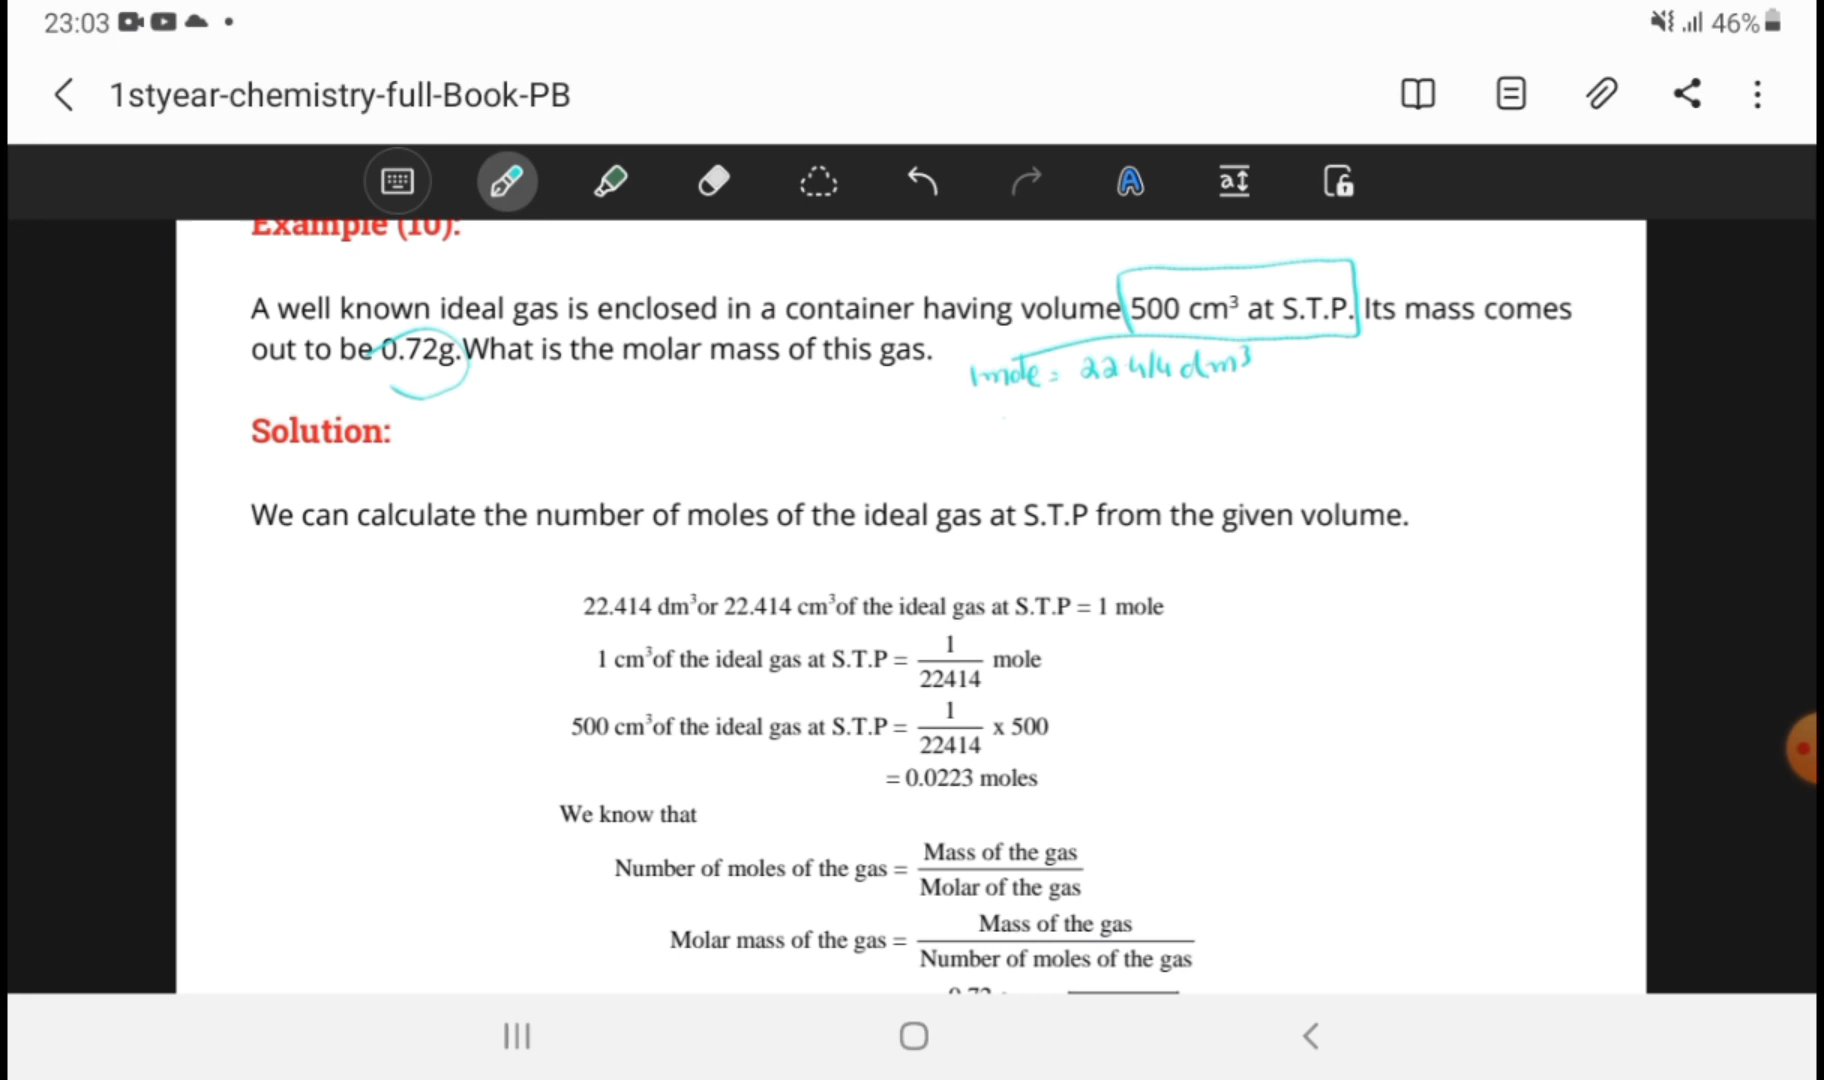 23:03
46%
1styear-chemistry-full-Book-PB
Example (10):
A well known ideal gas is enclosed in a container having volume 500 cm³ at S.T.P. Its mass comes
out to be 0.72g.What is the molar mass of this gas.
1mole = 22414 dm³
Solution:
We can calculate the number of moles of the ideal gas at S.T.P from the given volume.
22.414 dm³or 22.414 cm³of the ideal gas at S.T.P = 1 mole
1 cm³of the ideal gas at S.T.P = 1/22414 mole
500 cm³of the ideal gas at S.T.P = 1/22414 x 500
= 0.0223 moles
We know that
Number of moles of the gas = Mass of the gas / Molar of the gas
Molar mass of the gas = Mass of the gas / Number of moles of the gas